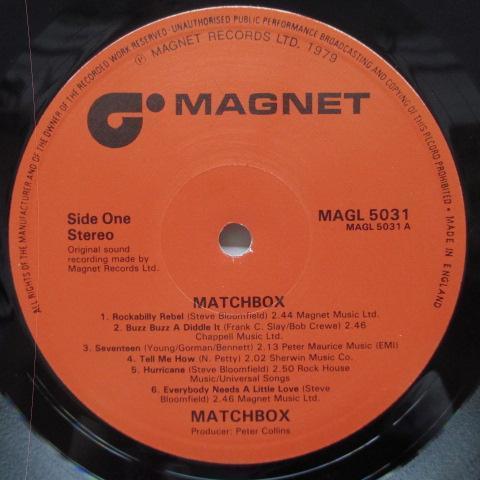 ALL RIGHTS OF THE MANUFACTURER AND OF THE OWNER OF THE RECORDED WORK RESERVED · UNAUTHORISED PUBLIC PERFORMANCE BROADCASTING AND COPYING OF THIS RECORD PROHIBITED • MADE IN ENGLAND
Ⓟ MAGNET RECORDS LTD. 1979
MAGNET
Side One
Stereo
Original sound
recording made by
Magnet Records Ltd.
MAGL 5031
MAGL 5031 A
MATCHBOX
1. Rockabilly Rebel (Steve Bloomfield) 2.44 Magnet Music Ltd.
2. Buzz Buzz A Diddle It (Frank C. Slay/Bob Crewe) 2.46
Chappell Music Ltd.
3. Seventeen (Young/Gorman/Bennett) 2.13 Peter Maurice Music (EMI)
4. Tell Me How (N. Petty) 2.02 Sherwin Music Co.
5. Hurricane (Steve Bloomfield) 2.50 Rock House
Music/Universal Songs
6. Everybody Needs A Little Love (Steve
Bloomfield) 2.46 Magnet Music Ltd.
MATCHBOX
Producer: Peter Collins